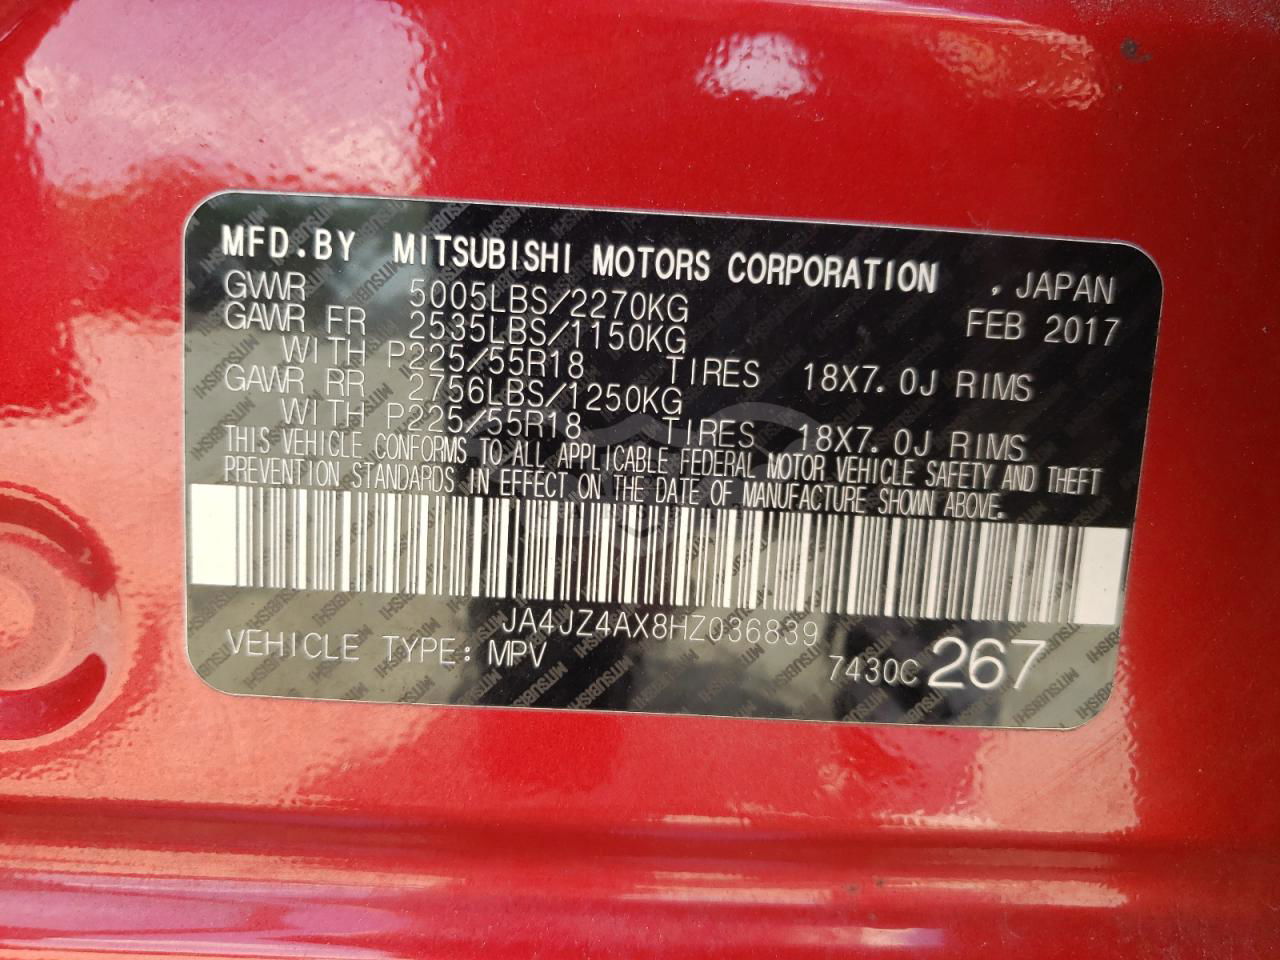 MFD.BY MITSUBISHI MOTORS CORPORATION , JAPAN
GVWR 5005LBS/2270KG FEB 2017
GAWR FR 2535LBS/1150KG
WITH P225/55R18 TIRES 18X7.0J RIMS
GAWR RR 2756LBS/1250KG
WITH P225/55R18 TIRES 18X7.0J RIMS
THIS VEHICLE CONFORMS TO ALL APPLICABLE FEDERAL MOTOR VEHICLE SAFETY AND THEFT
PREVENTION STANDARDS IN EFFECT ON THE DATE OF MANUFACTURE SHOWN ABOVE.
JA4JZ4AX8HZ036839
VEHICLE TYPE: MPV 7430C 267